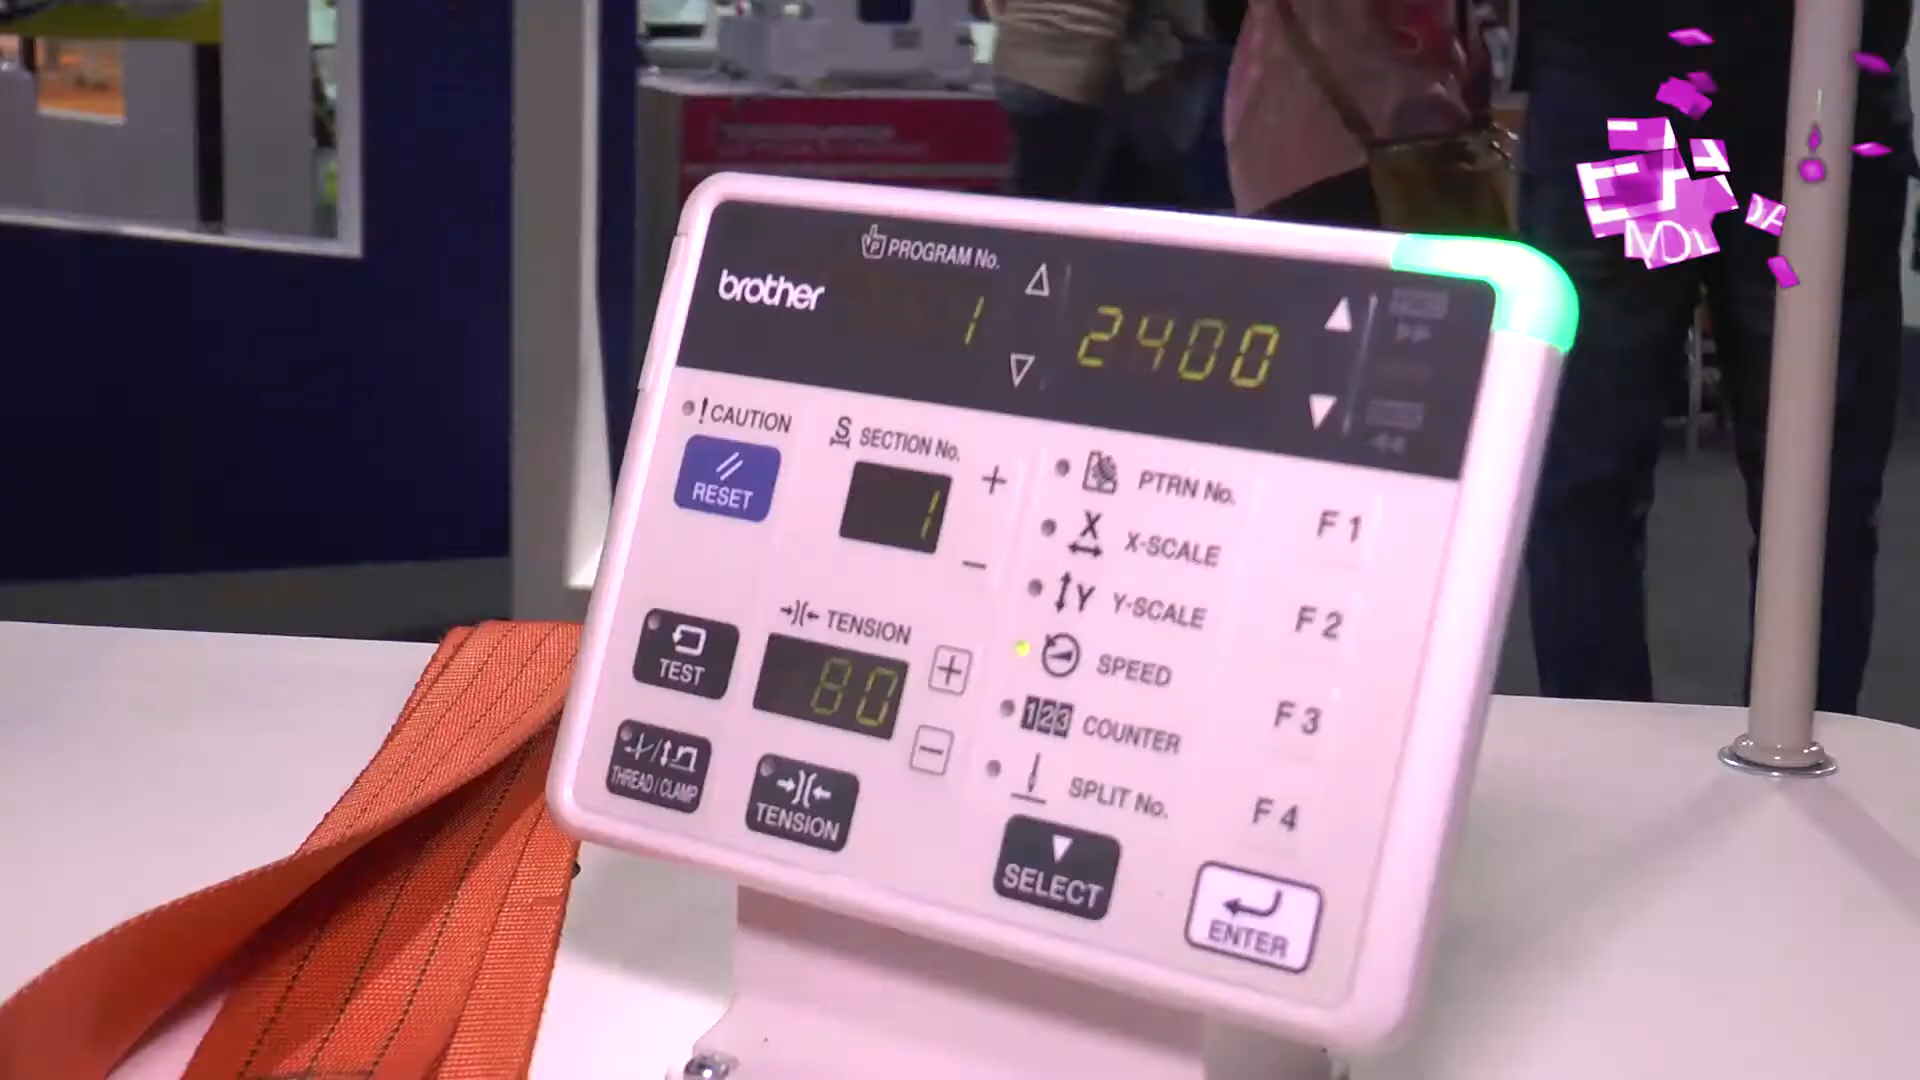 PROGRAM No.
brother
1
2400
! CAUTION
RESET
S SECTION No.
1
+
−
PTRN No.
F1
X X-SCALE
Y Y-SCALE
F2
TENSION
80
+
−
SPEED
F3
TEST
123 COUNTER
THREAD / CLAMP
TENSION
SPLIT No.
F4
SELECT
ENTER